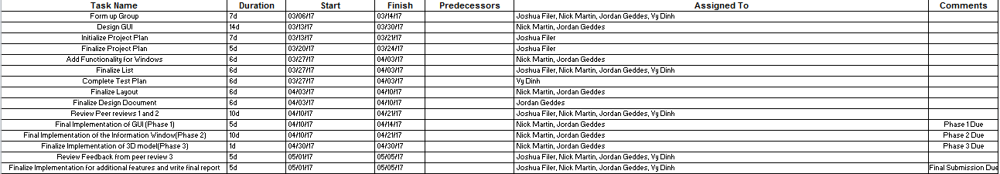 Task Name Duration Start Finish Predecessors Assigned To Comments
Form up Group 7d 03/06/17 03/14/17 Joshua Filer, Nick Martin, Jordan Geddes, Vy Dinh
Design GUI 14d 03/13/17 03/30/17 Nick Martin, Jordan Geddes
Initialize Project Plan 7d 03/13/17 03/21/17 Joshua Filer
Finalize Project Plan 5d 03/20/17 03/24/17 Joshua Filer
Add Functionality for Windows 6d 03/27/17 04/03/17 Nick Martin, Jordan Geddes
Finalize List 6d 03/27/17 04/03/17 Joshua Filer, Nick Martin, Jordan Geddes, Vy Dinh
Complete Test Plan 6d 03/27/17 04/03/17 Vy Dinh
Finalize Layout 6d 04/03/17 04/10/17 Nick Martin, Jordan Geddes
Finalize Design Document 6d 04/03/17 04/10/17 Jordan Geddes
Review Peer reviews 1 and 2 10d 04/10/17 04/21/17 Joshua Filer, Nick Martin, Jordan Geddes, Vy Dinh
Final Implementation of GUI (Phase 1) 5d 04/10/17 04/14/17 Nick Martin, Jordan Geddes Phase 1 Due
Final Implementation of the Information Window(Phase 2) 10d 04/10/17 04/21/17 Nick Martin, Jordan Geddes Phase 2 Due
Finalize Implementation of 3D model(Phase 3) 1d 04/30/17 04/30/17 Nick Martin, Jordan Geddes Phase 3 Due
Review Feedback from peer review 3 5d 05/01/17 05/05/17 Joshua Filer, Nick Martin, Jordan Geddes, Vy Dinh
Finalize Implementation for additional features and write final report 5d 05/01/17 05/05/17 Joshua Filer, Nick Martin, Jordan Geddes, Vy Dinh Final Submission Due